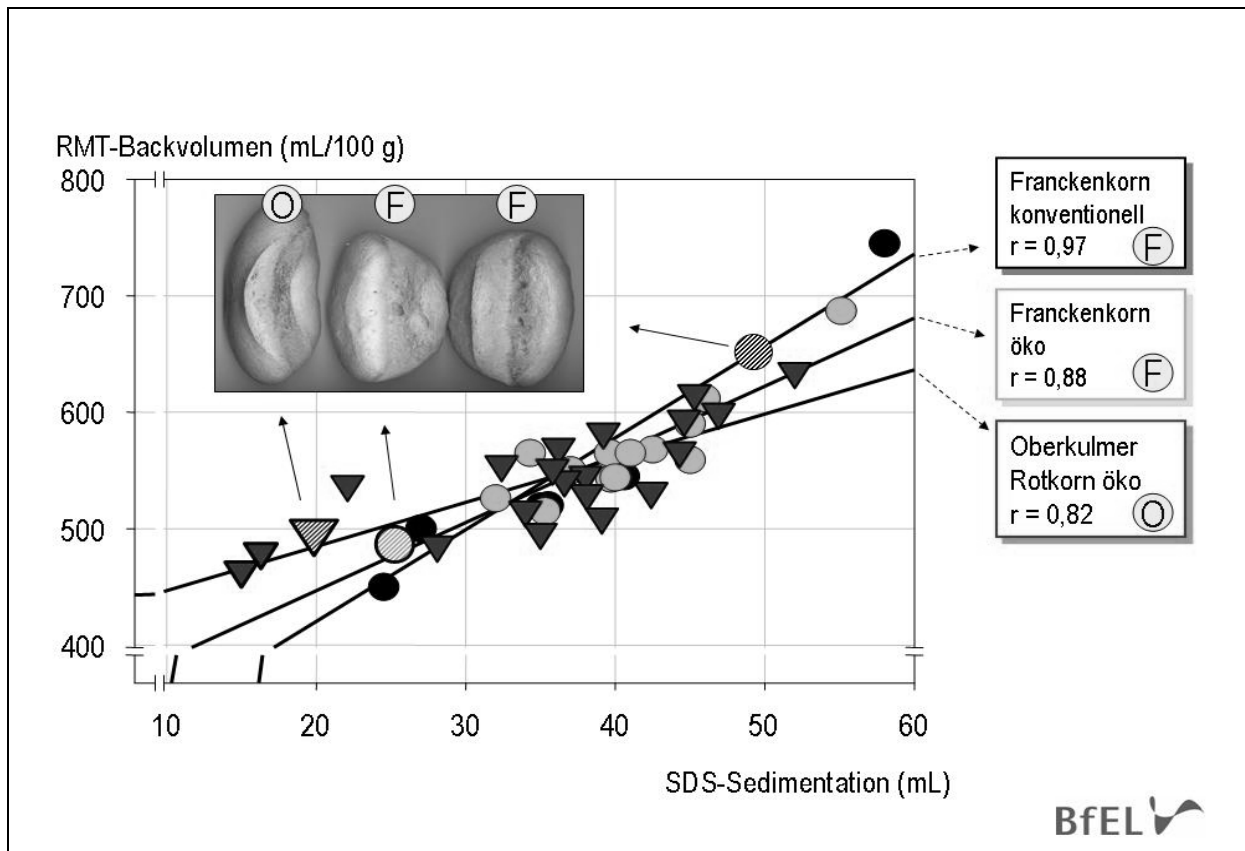 RMT-Backvolumen (mL/100 g)
800
700
600
500
400
10 20 30 40 50 60
SDS-Sedimentation (mL)
O F F
Franckenkorn
konventionell
r = 0,97 F
Franckenkorn
öko
r = 0,88 F
Oberkulmer
Rotkorn öko
r = 0,82 O
BfEL